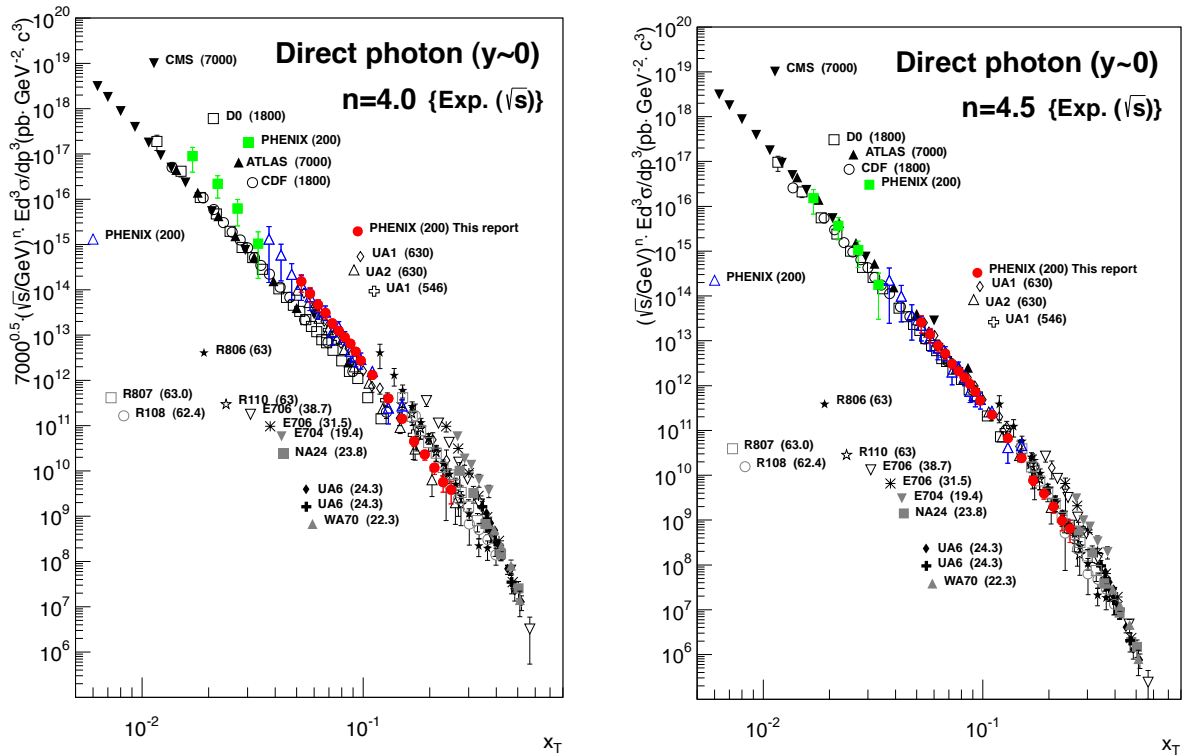 10^20
10^19
10^18
10^17
10^16
10^15
10^14
10^13
10^12
10^11
10^10
10^9
10^8
10^7
10^6
7000^0.5·(√s/GeV)^n· Ed^3σ/dp^3(pb· GeV^-2· c^3)
Direct photon (y~0)
n=4.0 {Exp. (√s)}
CMS (7000)
D0 (1800)
PHENIX (200)
ATLAS (7000)
CDF (1800)
PHENIX (200)
PHENIX (200) This report
UA1 (630)
UA2 (630)
UA1 (546)
R806 (63)
R807 (63.0)
R108 (62.4)
R110 (63)
E706 (38.7)
E706 (31.5)
E704 (19.4)
NA24 (23.8)
UA6 (24.3)
UA6 (24.3)
WA70 (22.3)
10^-2
10^-1
x_T
10^20
10^19
10^18
10^17
10^16
10^15
10^14
10^13
10^12
10^11
10^10
10^9
10^8
10^7
10^6
(√s/GeV)^n· Ed^3σ/dp^3(pb· GeV^-2· c^3)
Direct photon (y~0)
n=4.5 {Exp. (√s)}
CMS (7000)
D0 (1800)
ATLAS (7000)
CDF (1800)
PHENIX (200)
PHENIX (200)
PHENIX (200) This report
UA1 (630)
UA2 (630)
UA1 (546)
R806 (63)
R807 (63.0)
R108 (62.4)
R110 (63)
E706 (38.7)
E706 (31.5)
E704 (19.4)
NA24 (23.8)
UA6 (24.3)
UA6 (24.3)
WA70 (22.3)
10^-2
10^-1
x_T